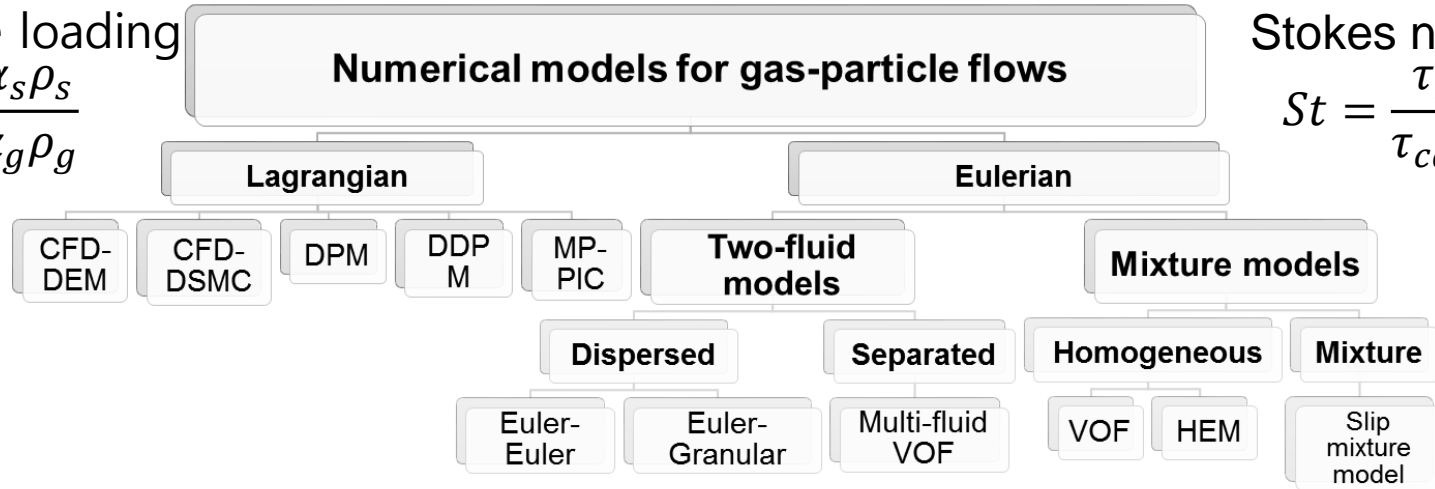 loading
Numerical models for gas-particle flows
Stokes
St =
Lagrangian
Eulerian
CFD-
DEM
CFD-
DSMC
DPM
DDP
M
MP-
PIC
Two-fluid
models
Mixture models
Dispersed
Separated
Homogeneous
Mixture
Euler-
Euler
Euler-
Granular
Multi-fluid
VOF
VOF
HEM
Slip
mixture
model